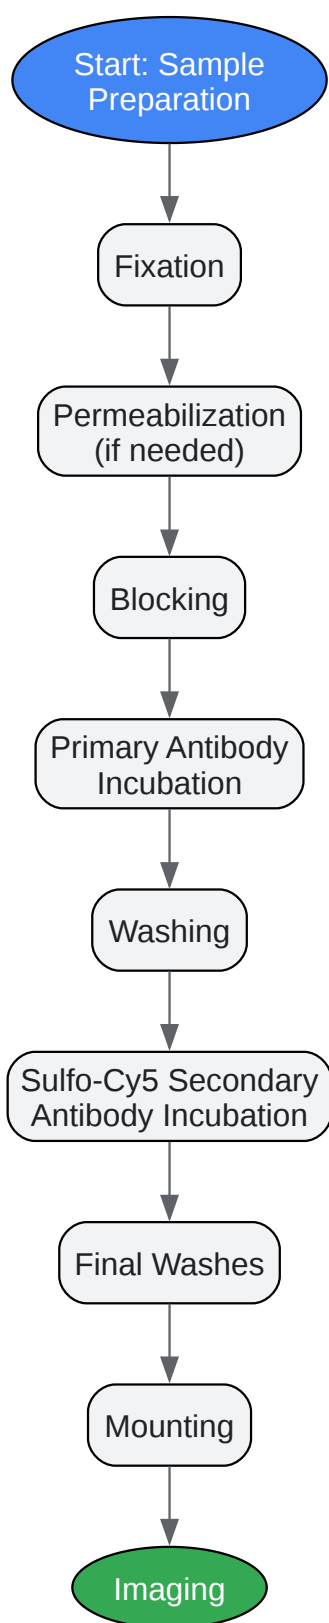 Start: Sample
Preparation
Fixation
Permeabilization
(if needed)
Blocking
Primary Antibody
Incubation
Washing
Sulfo-Cy5 Secondary
Antibody Incubation
Final Washes
Mounting
Imaging